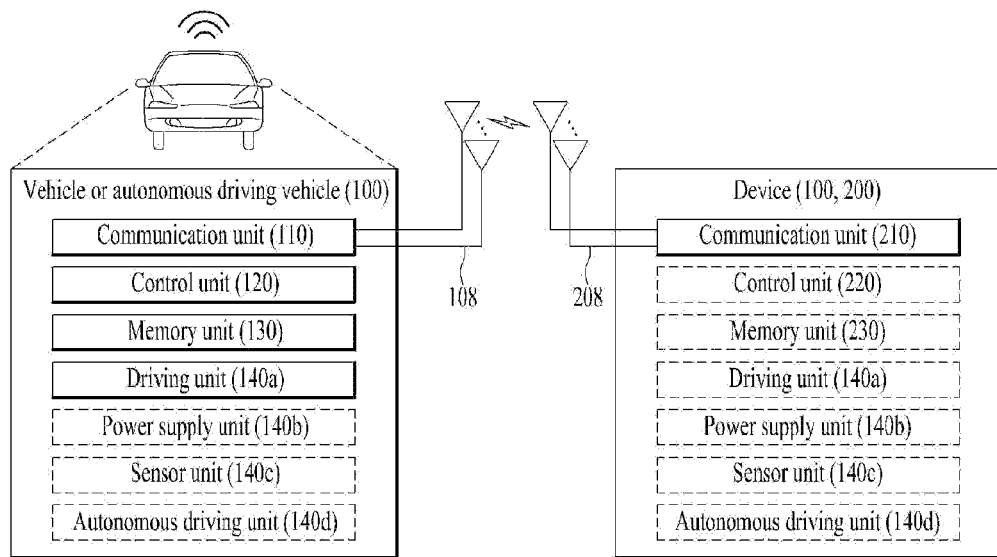 Vehicle or autonomous driving vehicle (100)
Communication unit (110)
Control unit (120)
Memory unit (130)
Driving unit (140a)
Power supply unit (140b)
Sensor unit (140c)
Autonomous driving unit (140d)
108
208
Device (100, 200)
Communication unit (210)
Control unit (220)
Memory unit (230)
Driving unit (140a)
Power supply unit (140b)
Sensor unit (140c)
Autonomous driving unit (140d)